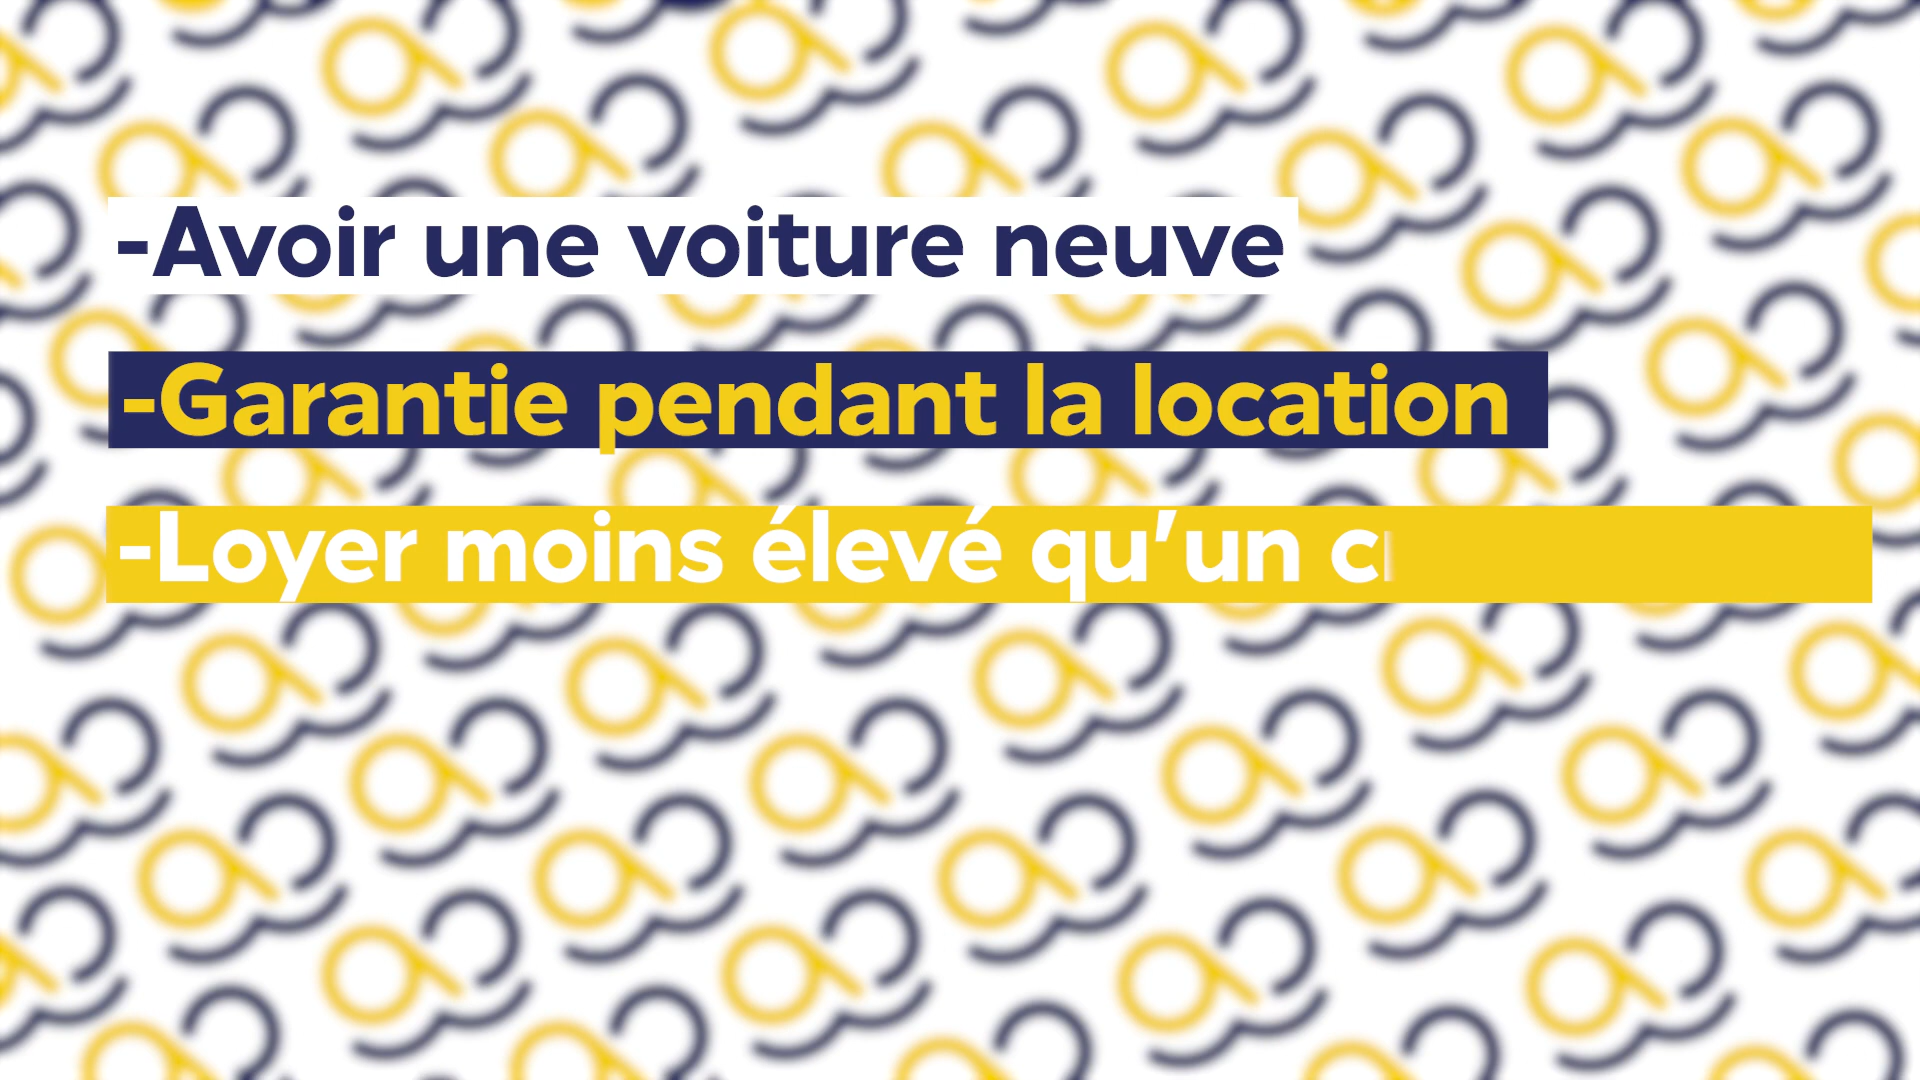 -Avoir une voiture neuve
-Garantie pendant la location
-Loyer moins élevé qu’un